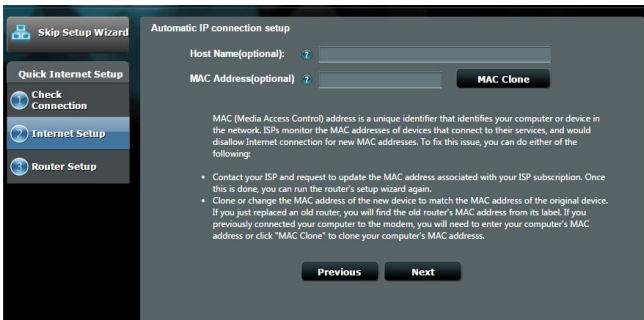 Skip Setup Wizard
Quick Internet Setup
1 Check
Connection
2 Internet Setup
3 Router Setup
Automatic IP connection setup
Host Name(optional): ?
MAC Address(optional) ? MAC Clone
MAC (Media Access Control) address is a unique identifier that identifies your computer or device in
the network. ISPs monitor the MAC addresses of devices that connect to their services, and would
disallow Internet connection for new MAC addresses. To fix this issue, you can do either of the
following:
• Contact your ISP and request to update the MAC address associated with your ISP subscription. Once
this is done, you can run the router's setup wizard again.
• Clone or change the MAC address of the new device to match the MAC address of the original device.
If you just replaced an old router, you will find the old router's MAC address from its label. If you
previously connected your computer to the modem, you will need to enter your computer's MAC
address or click "MAC Clone" to clone your computer's MAC addresss.
Previous Next